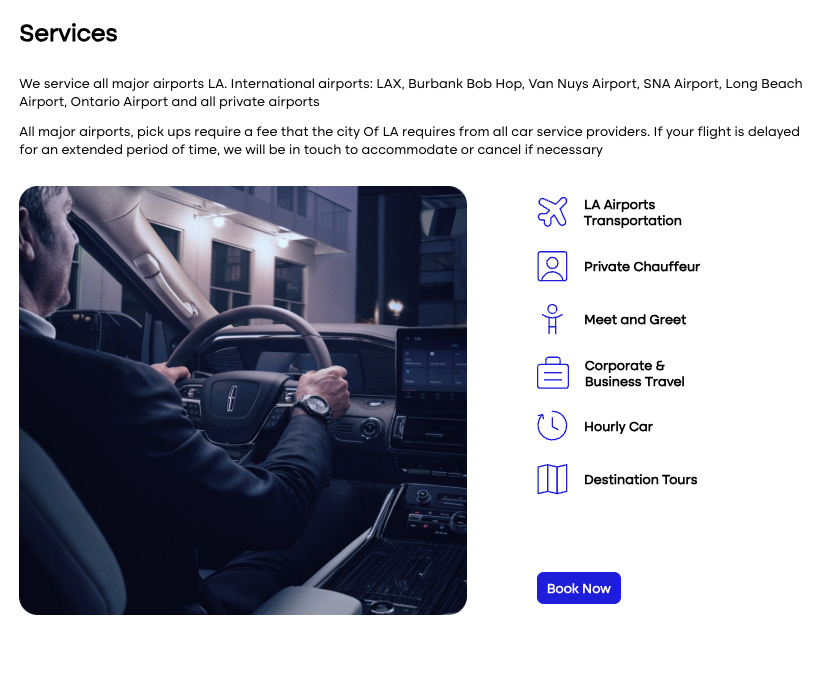 Services
We service all major airports LA. International airports: LAX, Burbank Bob Hop, Van Nuys Airport, SNA Airport, Long Beach
Airport, Ontario Airport and all private airports
All major airports, pick ups require a fee that the city Of LA requires from all car service providers. If your flight is delayed
for an extended period of time, we will be in touch to accommodate or cancel if necessary
LA Airports
Transportation
Private Chauffeur
Meet and Greet
Corporate &
Business Travel
Hourly Car
Destination Tours
Book Now